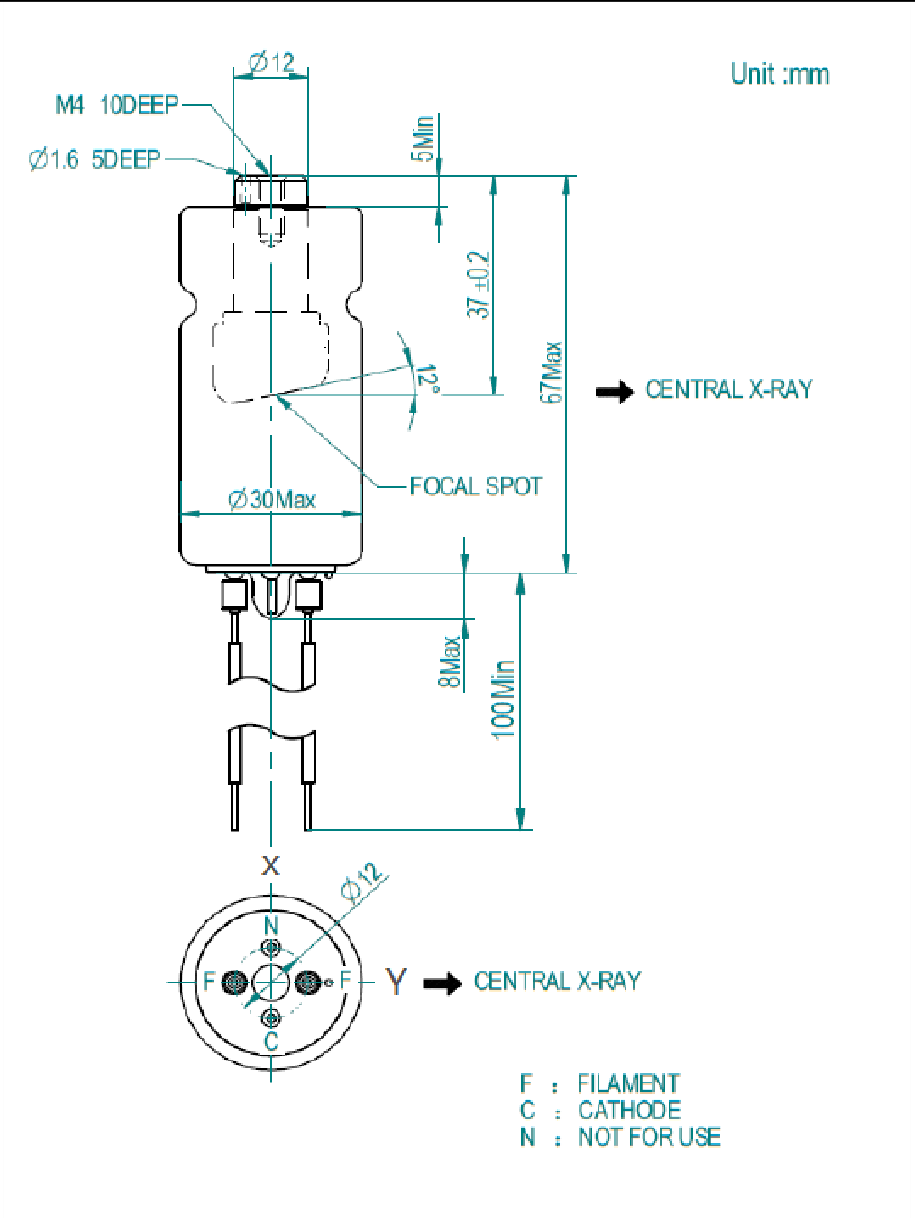 Ø12
Unit :mm
M4 10DEEP
5Min
Ø1.6 5DEEP
37±0.2
67Max
12°
CENTRAL X-RAY
FOCAL SPOT
Ø30Max
8Max
100Min
X
Ø12
N
F
F
Y
CENTRAL X-RAY
C
F : FILAMENT
C : CATHODE
N : NOT FOR USE